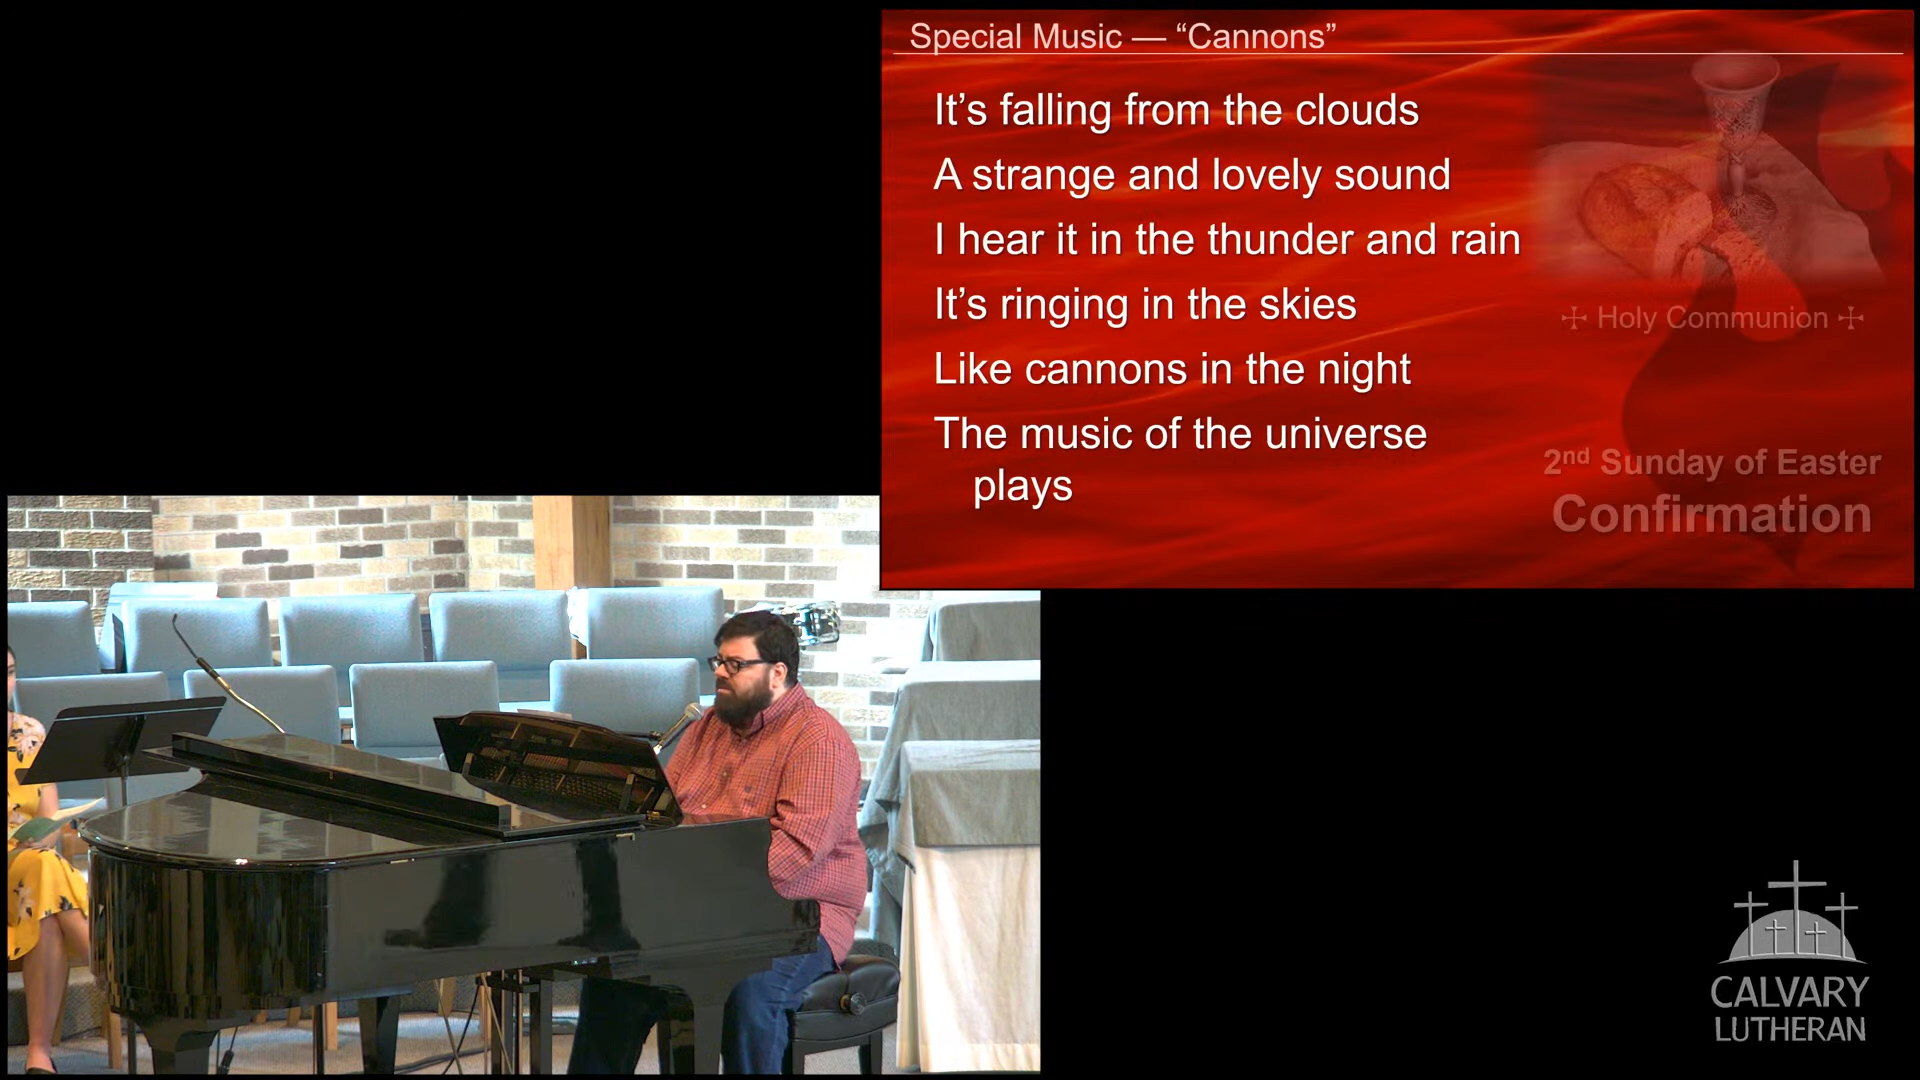 Special Music — “Cannons”
It’s falling from the clouds
A strange and lovely sound
I hear it in the thunder and rain
It’s ringing in the skies
Like cannons in the night
The music of the universe
plays
♱ Holy Communion ♱
2nd Sunday of Easter
Confirmation
CALVARY
LUTHERAN